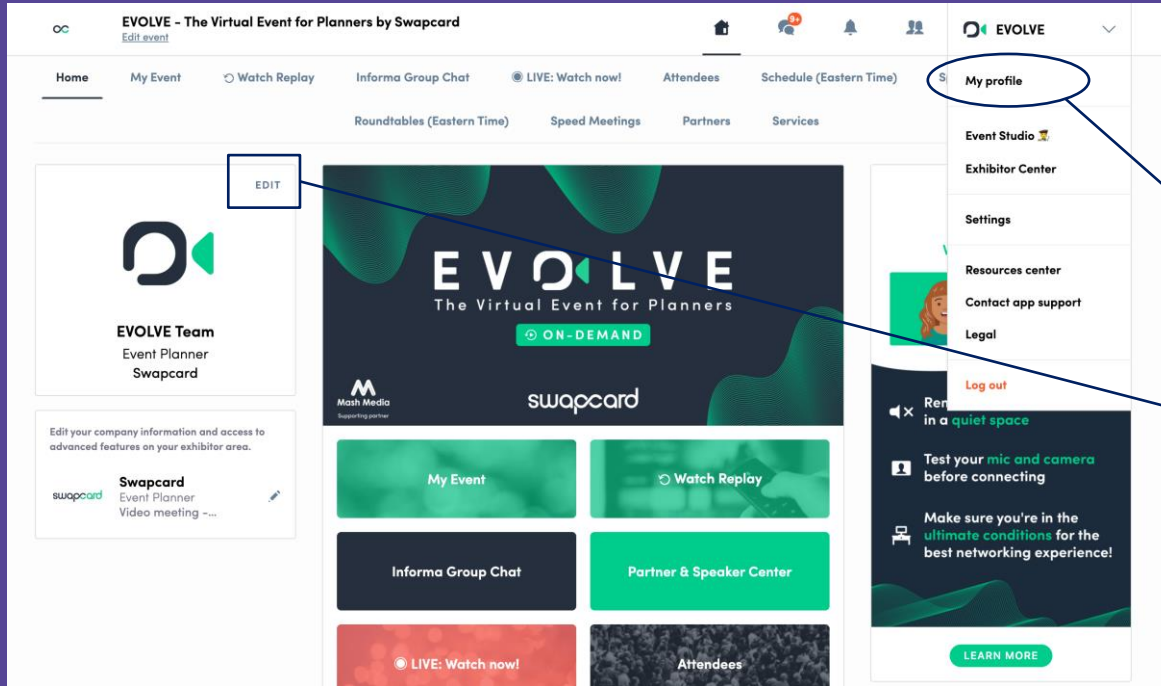 EVOLVE - The Virtual Event for Planners by Swapcard
Edit event
9+
EVOLVE
Home
My Event
Watch Replay
Informa Group Chat
LIVE: Watch now!
Attendees
Schedule (Eastern Time)
Roundtables (Eastern Time)
Speed Meetings
Partners
Services
My profile
Event Studio
Exhibitor Center
Settings
Resources center
Contact app support
Legal
Log out
EDIT
EVOLVE Team
Event Planner
Swapcard
Edit your company information and access to
advanced features on your exhibitor area.
swapcard
Swapcard
Event Planner
Video meeting -...
EVOLVE
The Virtual Event for Planners
ON-DEMAND
Mash Media
Supporting partner
swapcard
My Event
Watch Replay
Informa Group Chat
Partner & Speaker Center
LIVE: Watch now!
Attendees
in a quiet space
Test your mic and camera
before connecting
Make sure you're in the
ultimate conditions for the
best networking experience!
LEARN MORE